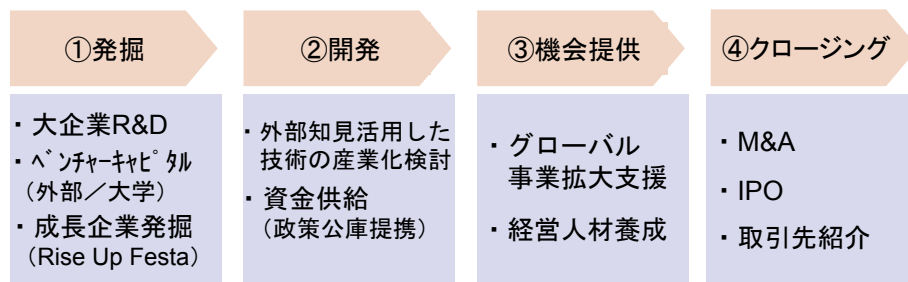 ①発掘
②開発
③機会提供
④クロージング
・大企業R&D
・ﾍﾞﾝﾁｬｰｷｬﾋﾟﾀﾙ
（外部／大学）
・成長企業発掘
（Rise Up Festa）
・外部知見活用した
技術の産業化検討
・資金供給
（政策公庫提携）
・グローバル
事業拡大支援
・経営人材養成
・M&A
・IPO
・取引先紹介